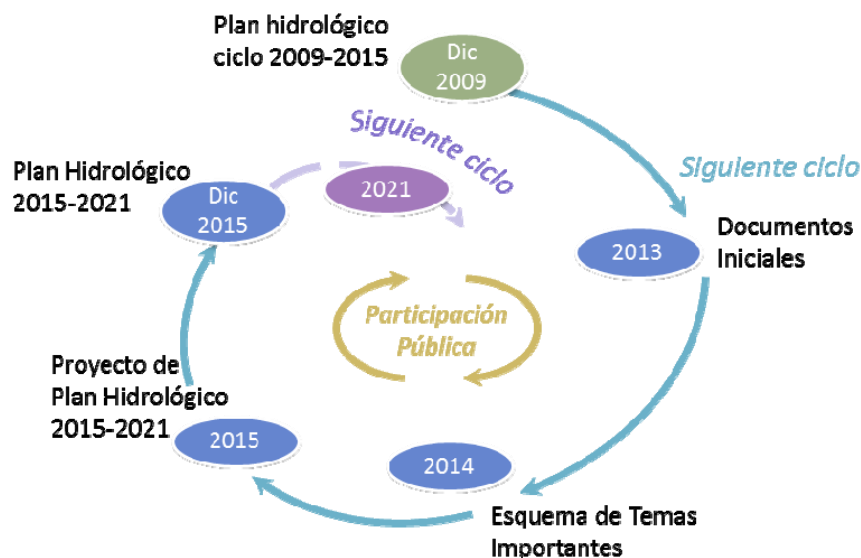 Plan hidrológico
ciclo 2009-2015
Dic
2009
Siguiente ciclo
Siguiente ciclo
Plan Hidrológico
2015-2021
Dic
2015
2021
Documentos
Iniciales
2013
Participación
Pública
Proyecto de
Plan Hidrológico
2015-2021
2015
2014
Esquema de Temas
Importantes